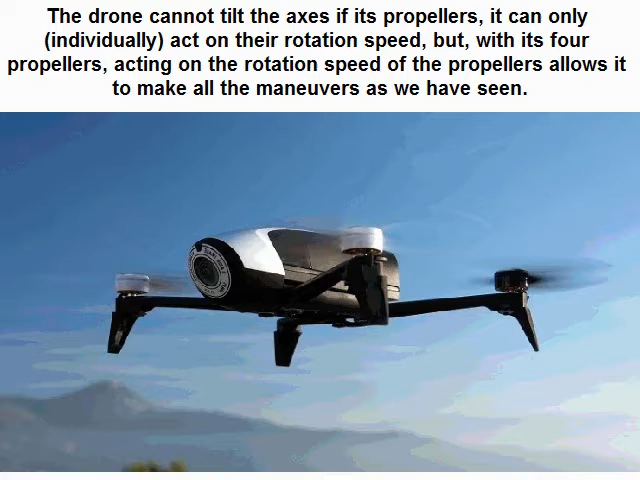 The drone cannot tilt the axes if its propellers, it can only
(individually) act on their rotation speed, but, with its four
propellers, acting on the rotation speed of the propellers allows it
to make all the maneuvers as we have seen.